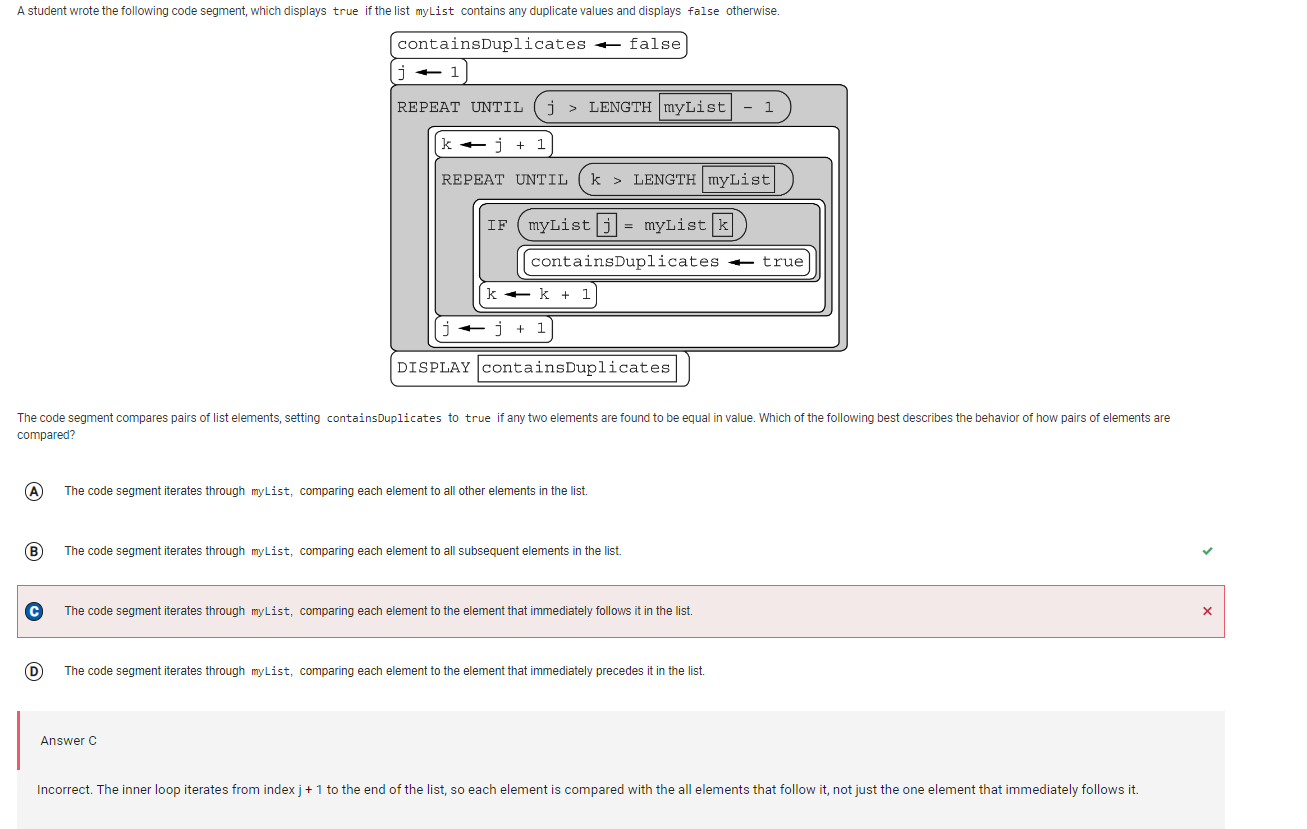 A student wrote the following code segment, which displays true if the list myList contains any duplicate values and displays false otherwise.
containsDuplicates ← false
j ← 1
REPEAT UNTIL j > LENGTH myList - 1
k ← j + 1
REPEAT UNTIL k > LENGTH myList
IF myList j = myList k
containsDuplicates ← true
k ← k + 1
j ← j + 1
DISPLAY containsDuplicates
The code segment compares pairs of list elements, setting containsDuplicates to true if any two elements are found to be equal in value. Which of the following best describes the behavior of how pairs of elements are
compared?
A The code segment iterates through myList, comparing each element to all other elements in the list.
B The code segment iterates through myList, comparing each element to all subsequent elements in the list.
C The code segment iterates through myList, comparing each element to the element that immediately follows it in the list.
D The code segment iterates through myList, comparing each element to the element that immediately precedes it in the list.
Answer C
Incorrect. The inner loop iterates from index j + 1 to the end of the list, so each element is compared with the all elements that follow it, not just the one element that immediately follows it.